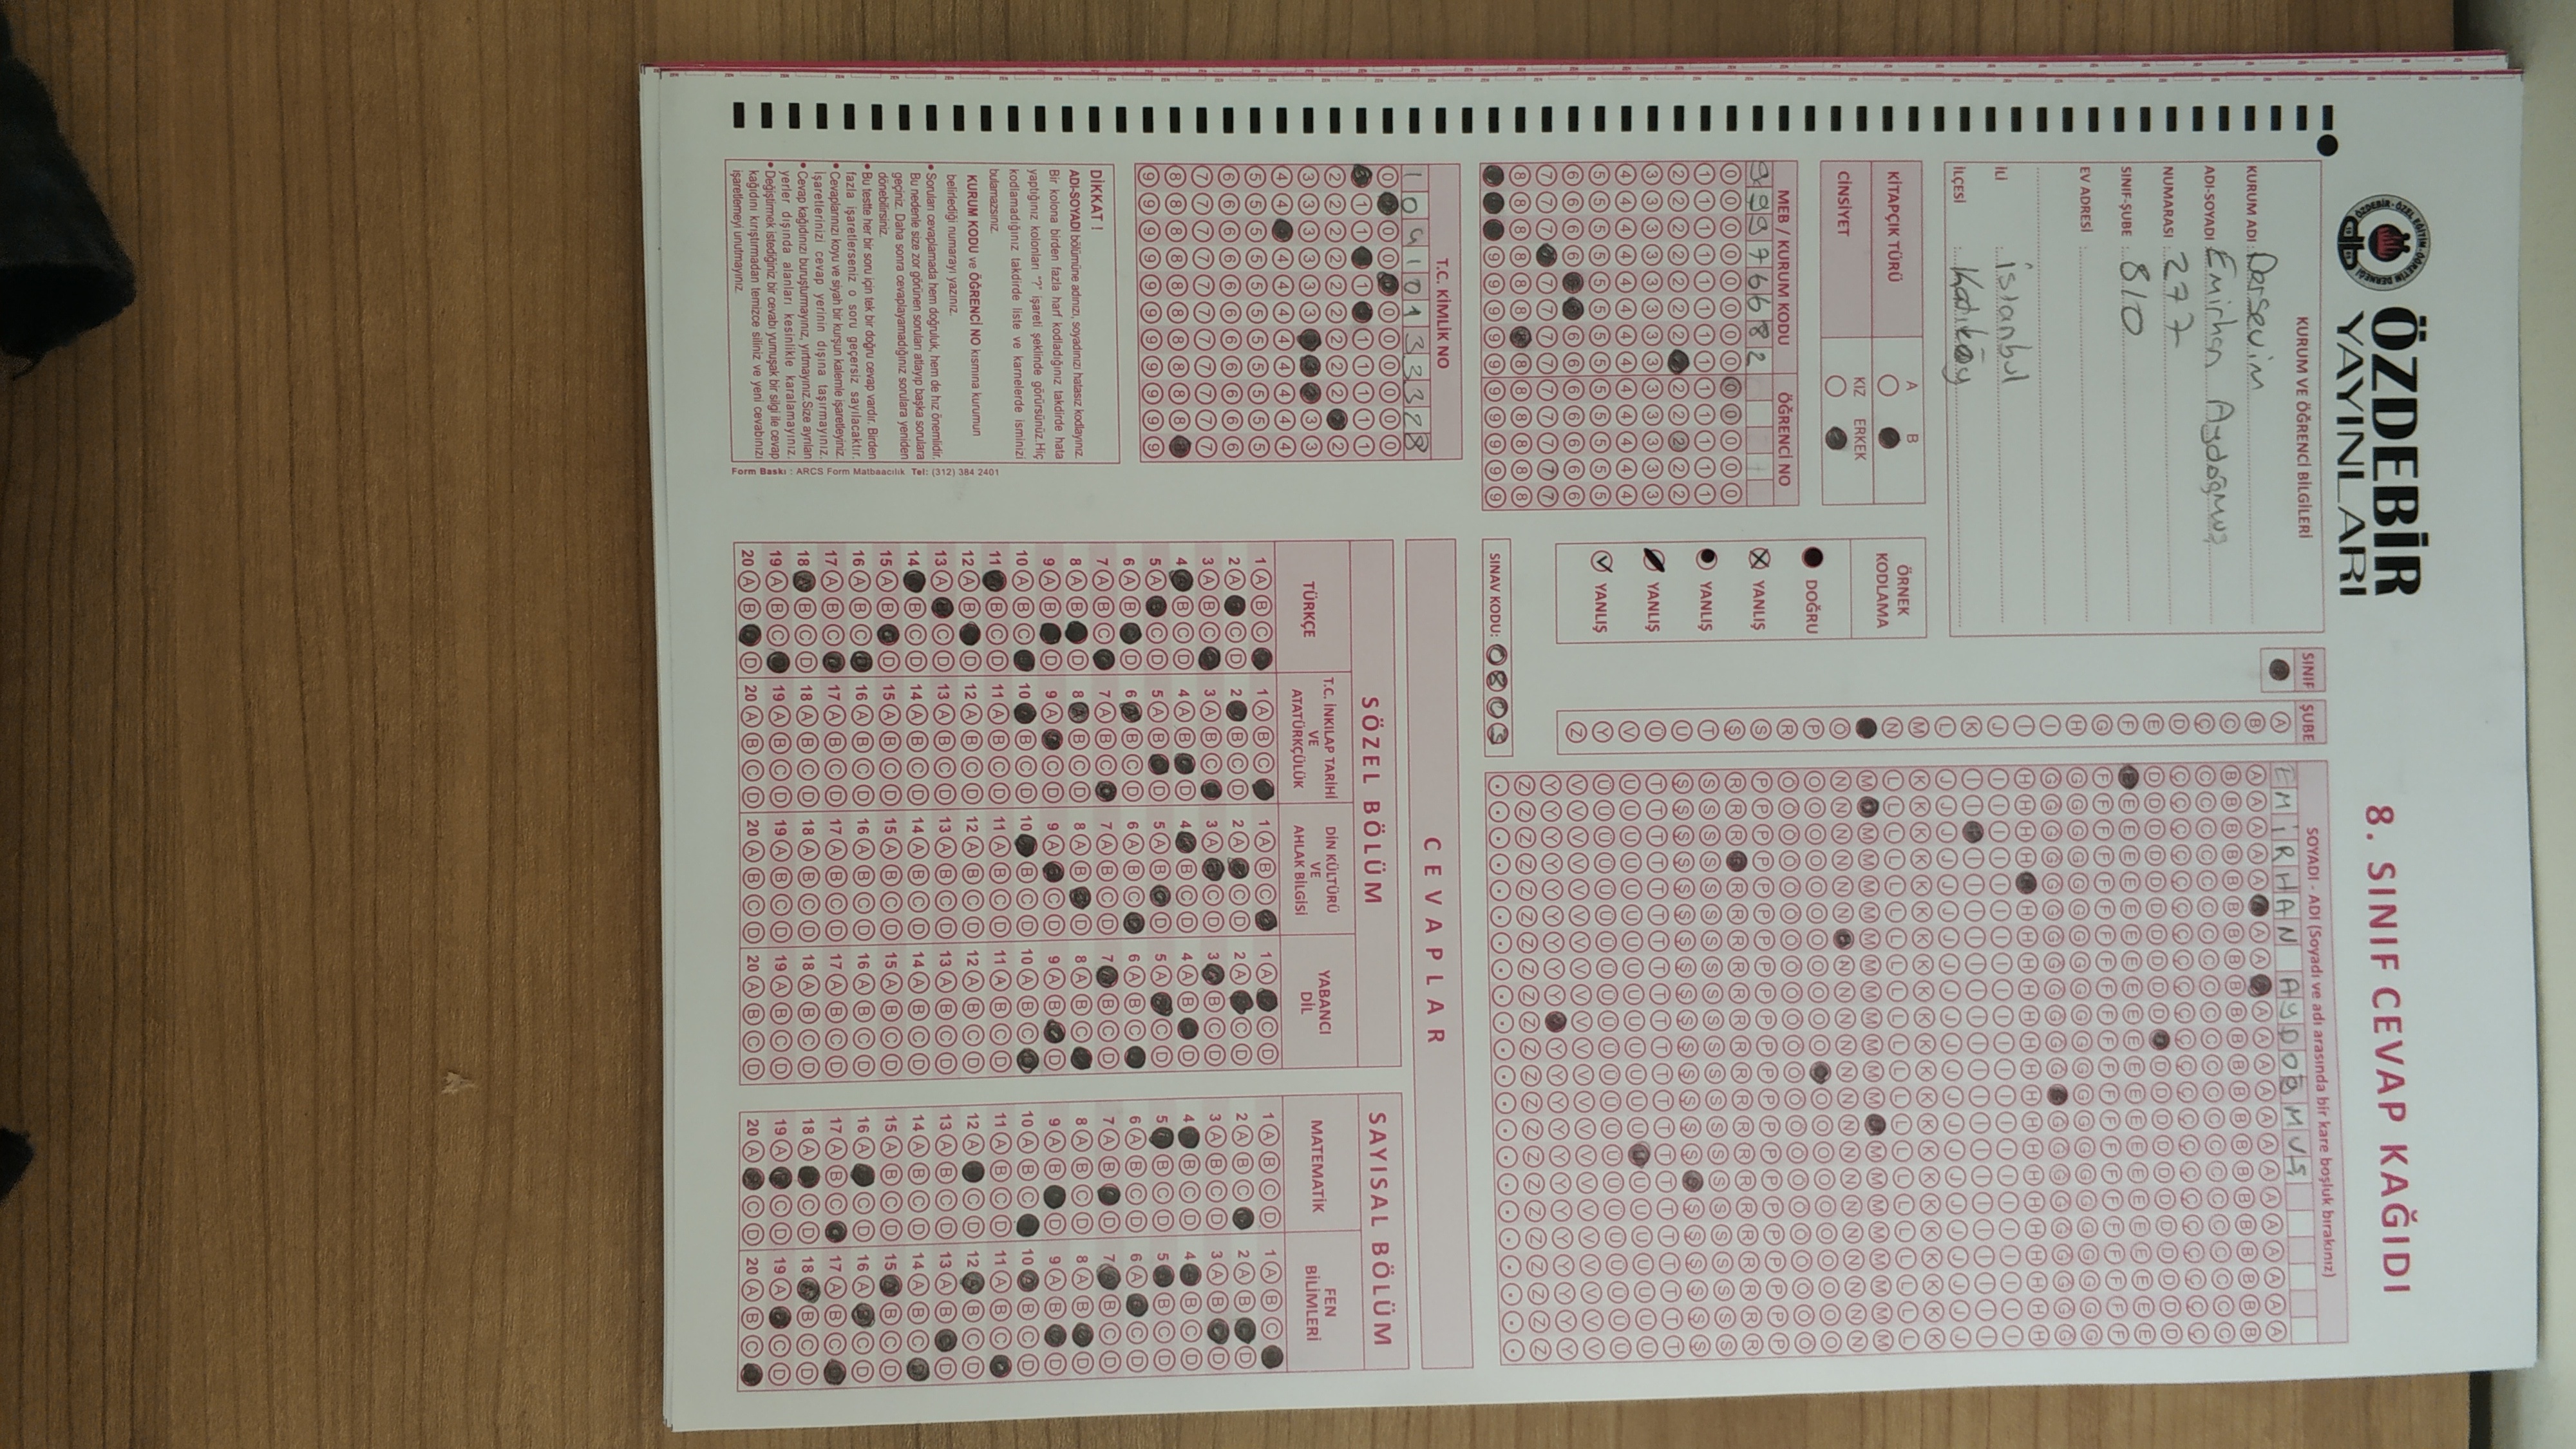 ÖZDEBİR
YAYINLARI
ÖZDEBİR - ÖZEL EĞİTİM - ÖĞRETİM DERNEĞİ
8. SINIF CEVAP KAĞIDI
KURUM VE ÖĞRENCİ BİLGİLERİ
KURUM ADI : Dersevim
ADI-SOYADI : Emirhan Aydoğmuş
NUMARASI : 277
SINIF-ŞUBE : 8/O
EV ADRESİ :
İLİ : İstanbul
İLÇESİ : Kadıköy
SINIF
ŞUBE
A B C Ç D E F G H I İ J K L M N Ö P R S Ş T U Ü V Y Z
SOYADI - ADI (Soyadı ve adı arasında bir kare boşluk bırakınız)
EMİRHAN AYDOĞMUŞ
KİTAPÇIK TÜRÜ A B
CİNSİYET KIZ ERKEK
ÖRNEK KODLAMA
DOĞRU
YANLIŞ
YANLIŞ
YANLIŞ
YANLIŞ
MEB / KURUM KODU
99976682
ÖĞRENCİ NO
SINAV KODU:
T.C. KİMLİK NO
10410133328
DİKKAT !
ADI-SOYADI bölümüne adınızı, soyadınızı hatasız kodlayınız.
Bir kolona birden fazla harf kodladığınız takdirde hata
yaptığınız kolonları "?" işareti şeklinde görürsünüz.Hiç
kodlamadığınız takdirde liste ve karnelerde isminizi
bulamazsınız.
KURUM KODU ve ÖĞRENCİ NO kısmına kurumun
belirlediği numarayı yazınız.
• Soruları cevaplamada hem doğruluk, hem de hız önemlidir.
Bu nedenle size zor görünen soruları atlayıp başka sorulara
geçiniz. Daha sonra cevaplayamadığınız sorulara yeniden
dönebilirsiniz.
• Bu testte her bir soru için tek bir doğru cevap vardır. Birden
fazla işaretlerseniz o soru geçersiz sayılacaktır.
• Cevaplarınızı koyu ve siyah bir kurşun kalemle işaretleyiniz.
İşaretlerinizi cevap yerinin dışına taşırmayınız.
• Cevap kağıdınızı buruşturmayınız, yırtmayınız.Size ayrılan
yerler dışında alanları kesinlikle karalamayınız.
• Değiştirmek istediğiniz bir cevabı yumuşak bir silgi ile cevap
kağıdını kırıştırmadan temizce siliniz ve yeni cevabınızı
işaretlemeyi unutmayınız.
Form Baskı : ARCS Form Matbaacılık Tel: (312) 384 2401
CEVAPLAR
SÖZEL BÖLÜM
SAYISAL BÖLÜM
TÜRKÇE
T.C. İNKILAP TARİHİ VE ATATÜRKÇÜLÜK
DİN KÜLTÜRÜ VE AHLAK BİLGİSİ
YABANCI DİL
MATEMATİK
FEN BİLİMLERİ